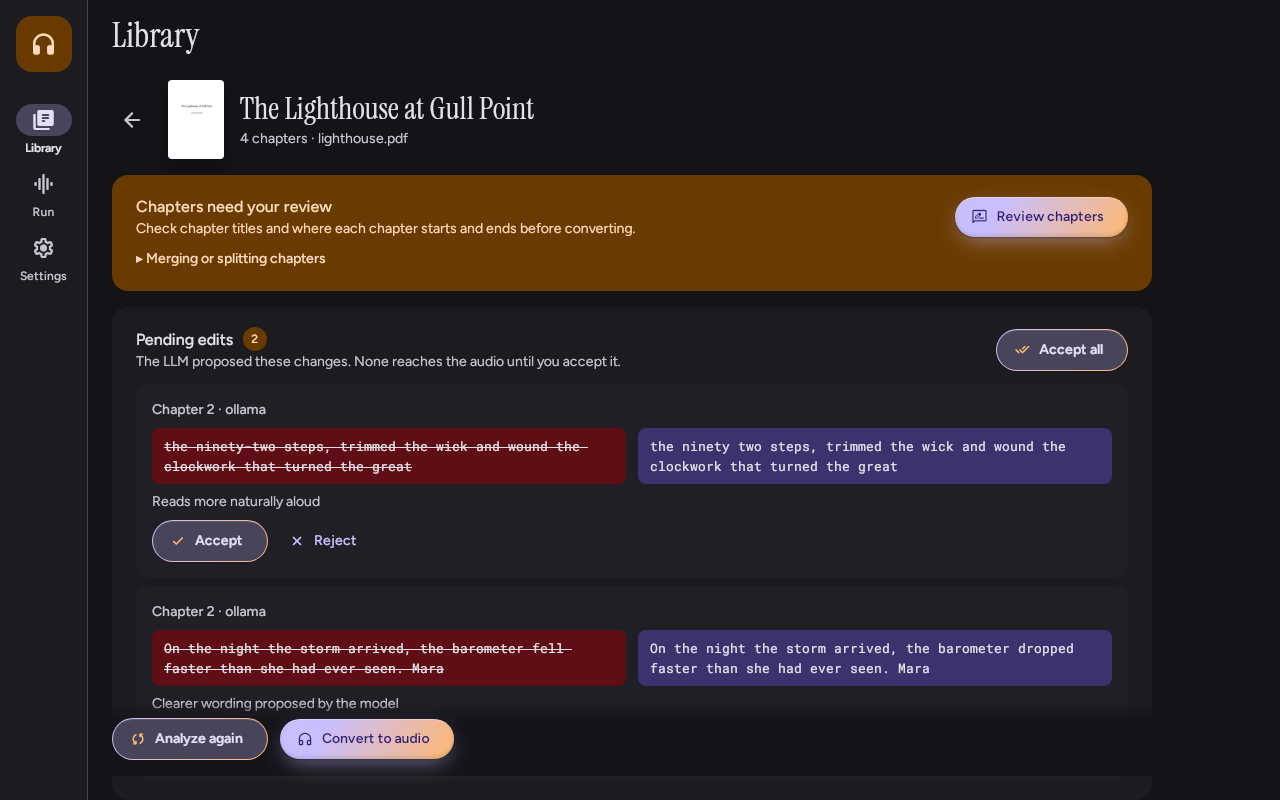 Library
Library
Run
Settings
The Lighthouse at Gull Point
4 chapters · lighthouse.pdf
Chapters need your review
Check chapter titles and where each chapter starts and ends before converting.
▸ Merging or splitting chapters
Review chapters
Pending edits 2
The LLM proposed these changes. None reaches the audio until you accept it.
Accept all
Chapter 2 · ollama
the ninety-two steps, trimmed the wick and wound the
clockwork that turned the great
the ninety two steps, trimmed the wick and wound the
clockwork that turned the great
Reads more naturally aloud
Accept
Reject
Chapter 2 · ollama
On the night the storm arrived, the barometer fell
faster than she had ever seen. Mara
On the night the storm arrived, the barometer dropped
faster than she had ever seen. Mara
Clearer wording proposed by the model
Analyze again
Convert to audio